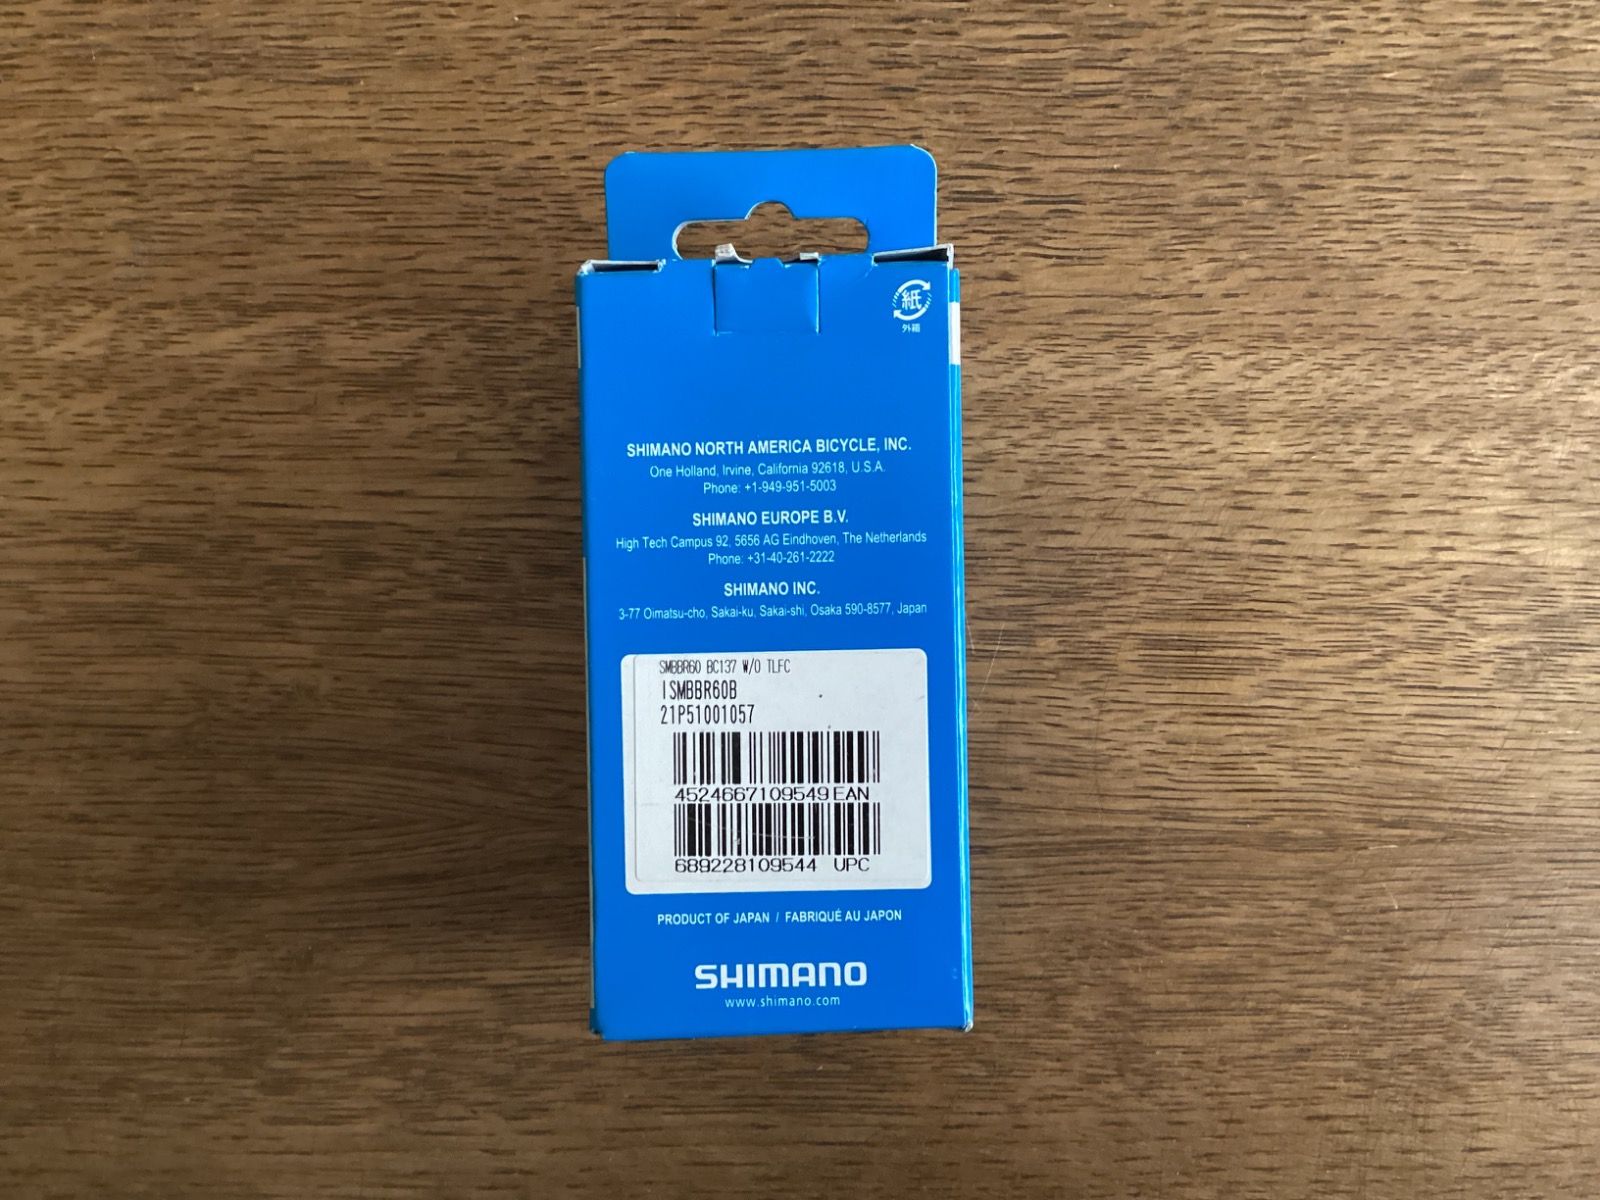 紙
外箱
SHIMANO NORTH AMERICA BICYCLE, INC.
One Holland, Irvine, California 92618, U.S.A.
Phone: +1-949-951-5003
SHIMANO EUROPE B.V.
High Tech Campus 92, 5656 AG Eindhoven, The Netherlands
Phone: +31-40-261-2222
SHIMANO INC.
3-77 Oimatsu-cho, Sakai-ku, Sakai-shi, Osaka 590-8577, Japan
SMBBR60 BC137 W/O TLFC
ISMBBR60B
21P51001057
4524667109549 EAN
689228109544 UPC
PRODUCT OF JAPAN / FABRIQUÉ AU JAPON
SHIMANO
www.shimano.com